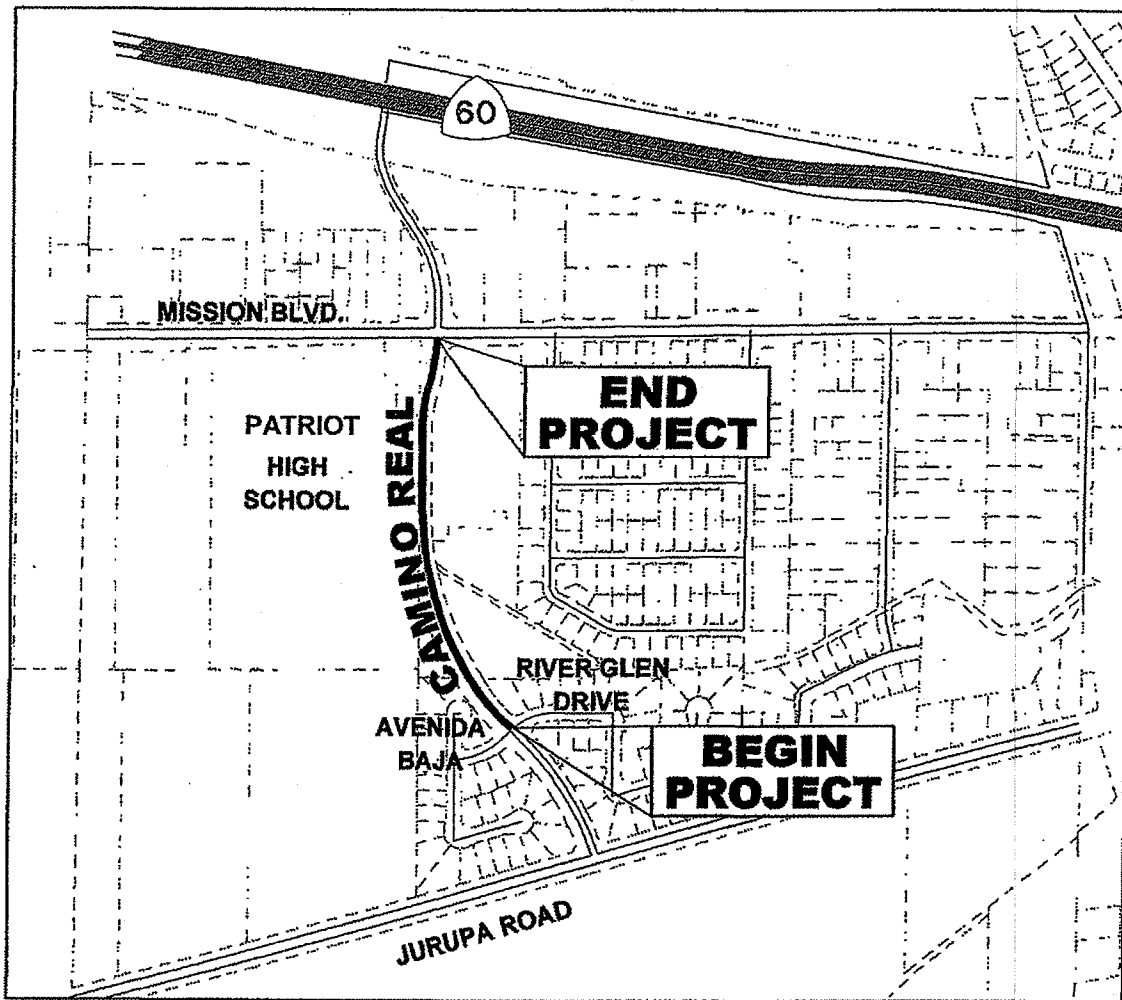 60
MISSION BLVD.
END
PROJECT
PATRIOT
HIGH
SCHOOL
CAMINO REAL
RIVER GLEN
DRIVE
AVENIDA
BAJA
BEGIN
PROJECT
JURUPA ROAD